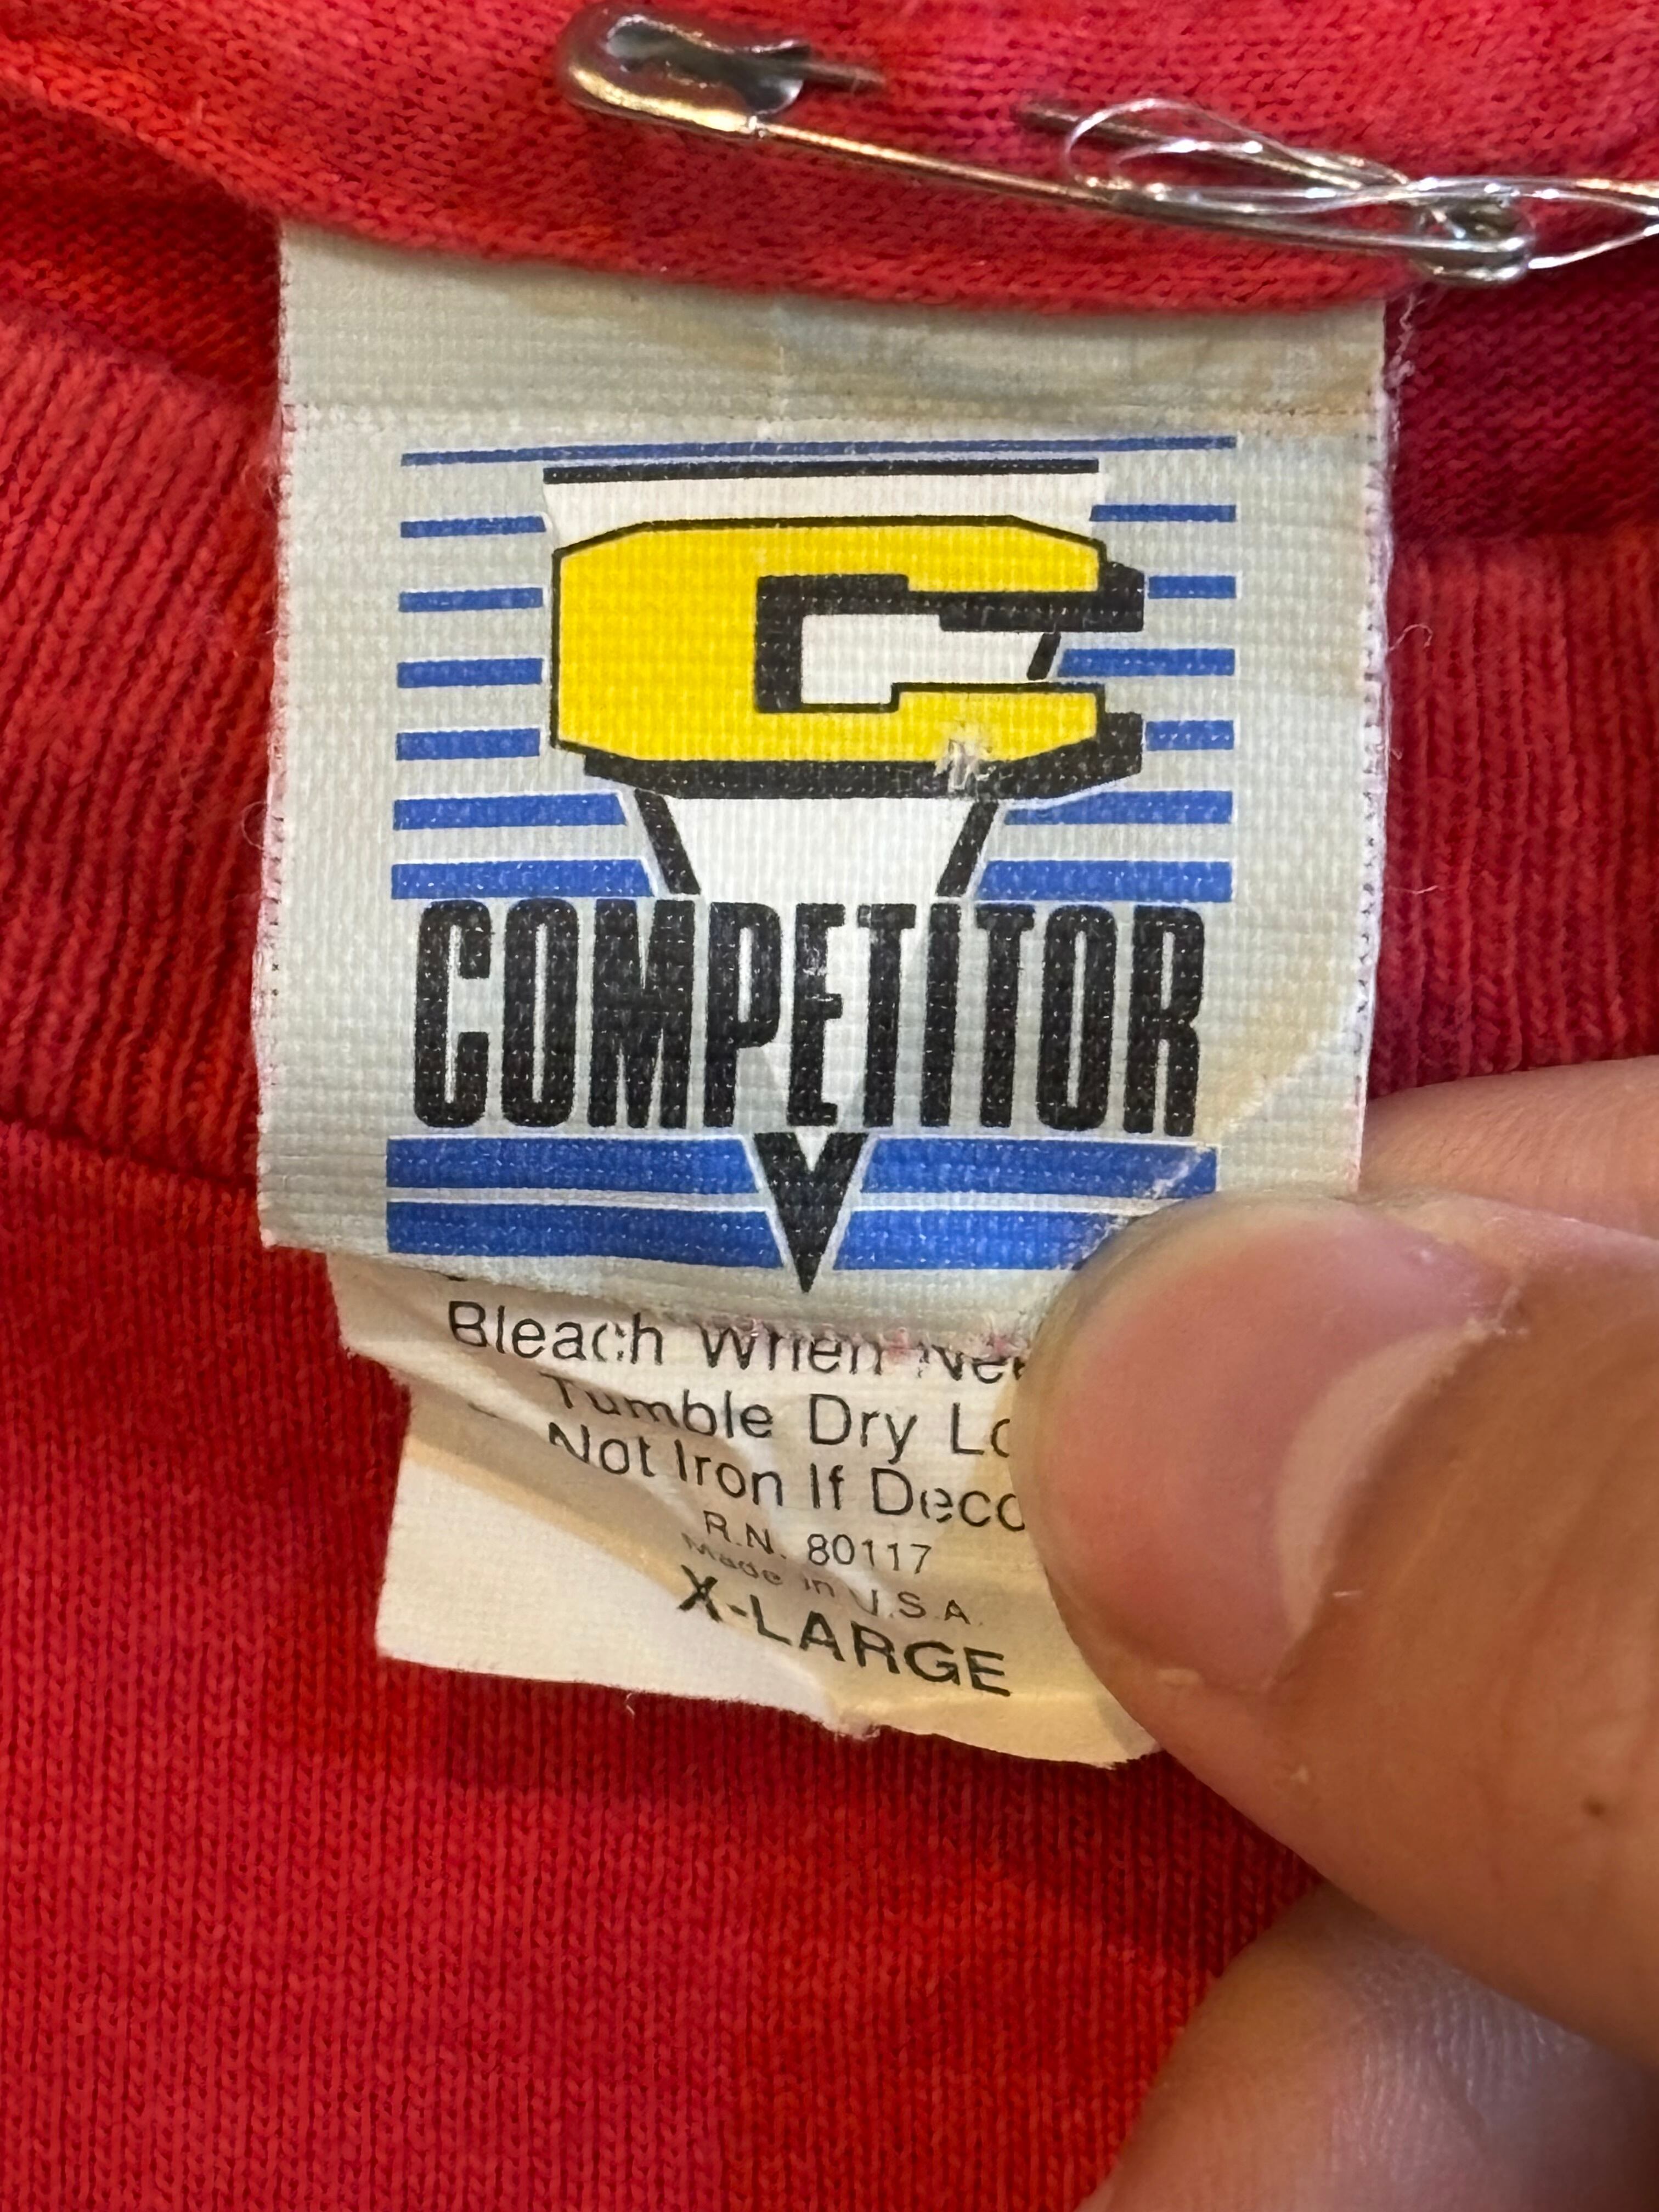 C
COMPETITOR
Bleach When
Tumble Dry
Not Iron If
R.N. 80117
Made in U.S.A.
X-LARGE